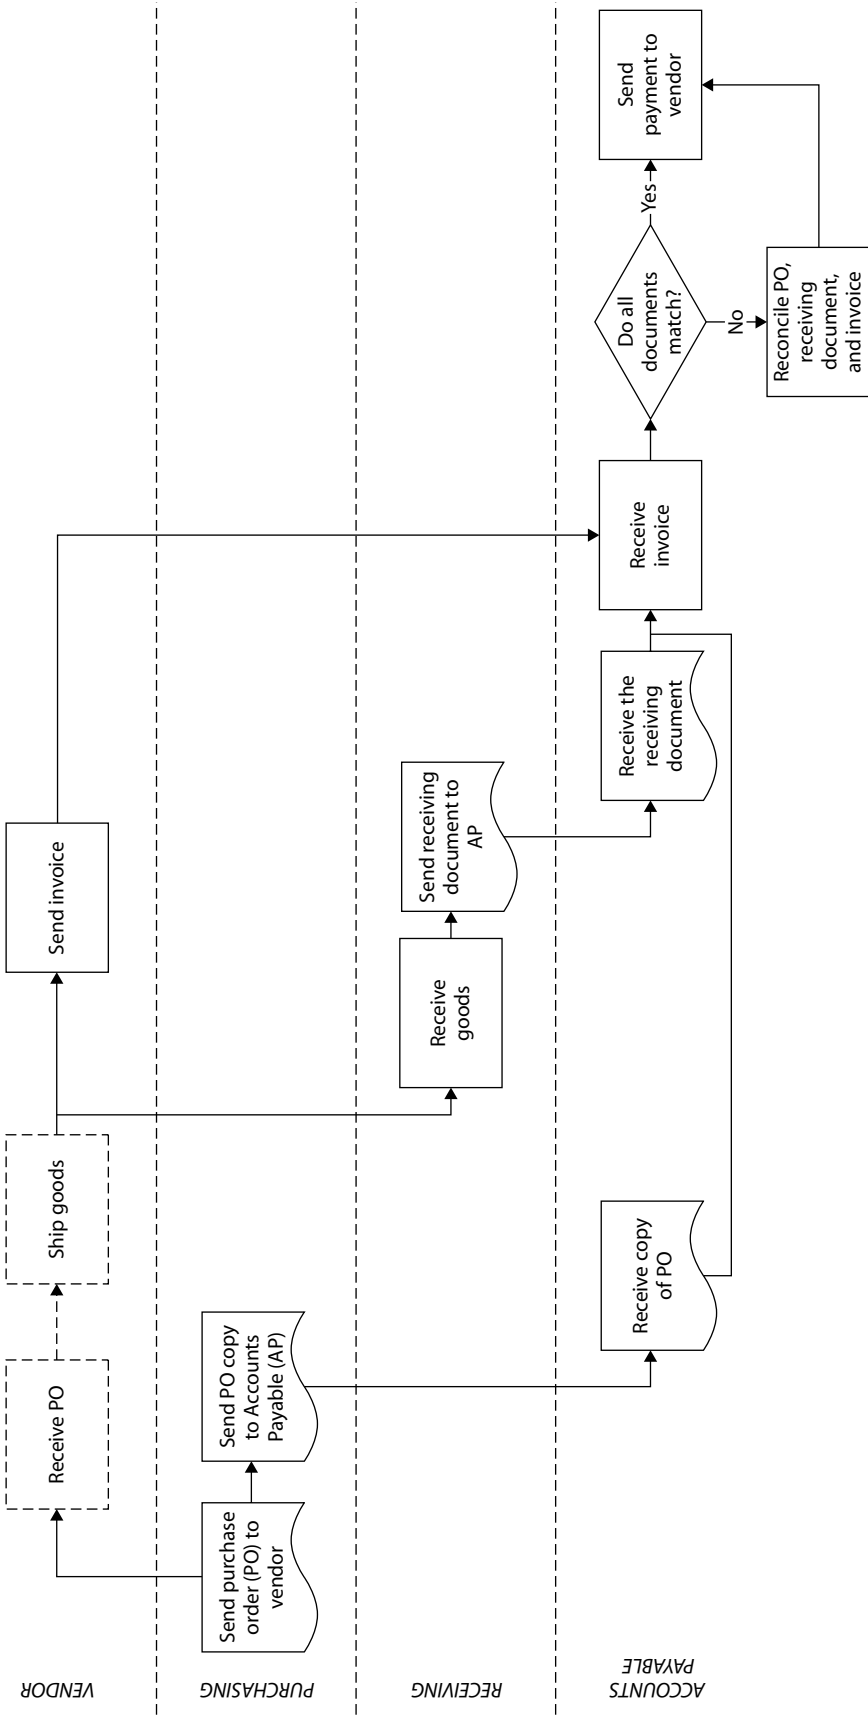 VENDOR
Receive PO
Ship goods
Send invoice
PURCHASING
Send purchase
order (PO) to
vendor
Send PO copy
to Accounts
Payable (AP)
RECEIVING
Receive
goods
Send receiving
document to
AP
ACCOUNTS
PAYABLE
Receive copy
of PO
Receive the
receiving
document
Receive
invoice
Do all
documents
match?
Yes
No
Send
payment to
vendor
Reconcile PO,
receiving
document,
and invoice